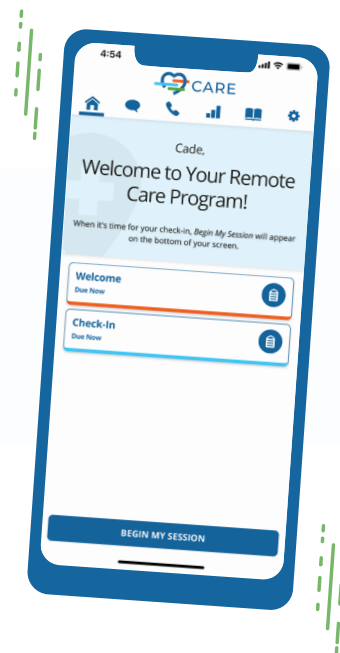 4:54
CARE
Cade,
Welcome to Your Remote
Care Program!
When it's time for your check-in, Begin My Session will appear
on the bottom of your screen.
Welcome
Due Now
Check-In
Due Now
BEGIN MY SESSION